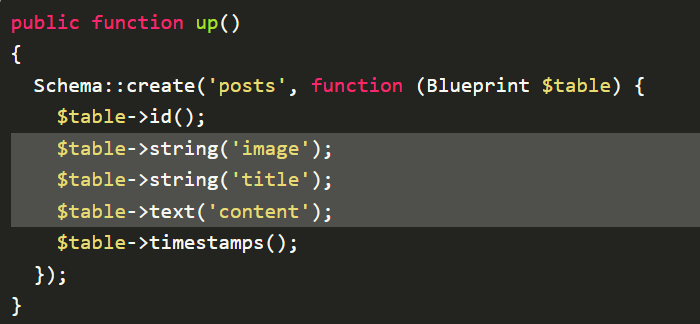 public function up()
{
  Schema::create('posts', function (Blueprint $table) {
    $table->id();
    $table->string('image');
    $table->string('title');
    $table->text('content');
    $table->timestamps();
  });
}